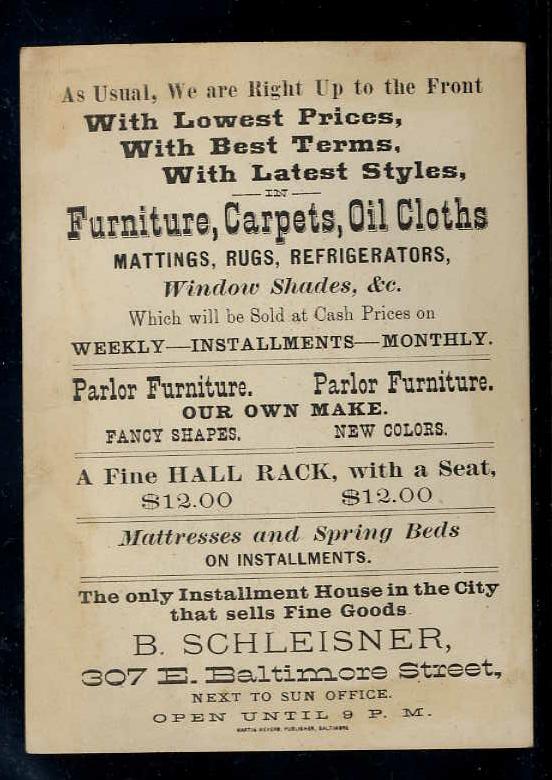 As Usual, We are Right Up to the Front
With Lowest Prices,
With Best Terms,
With Latest Styles,
IN
Furniture, Carpets, Oil Cloths
MATTINGS, RUGS, REFRIGERATORS,
Window Shades, &c.
Which will be Sold at Cash Prices on
WEEKLY—INSTALLMENTS—MONTHLY.
Parlor Furniture. Parlor Furniture.
OUR OWN MAKE.
FANCY SHAPES. NEW COLORS.
A Fine HALL RACK, with a Seat,
$12.00 $12.00
Mattresses and Spring Beds
ON INSTALLMENTS.
The only Installment House in the City
that sells Fine Goods.
B. SCHLEISNER,
307 E. Baltimore Street,
NEXT TO SUN OFFICE.
OPEN UNTIL 9 P. M.
MARTIN MEYERS, PUBLISHER, BALTIMORE